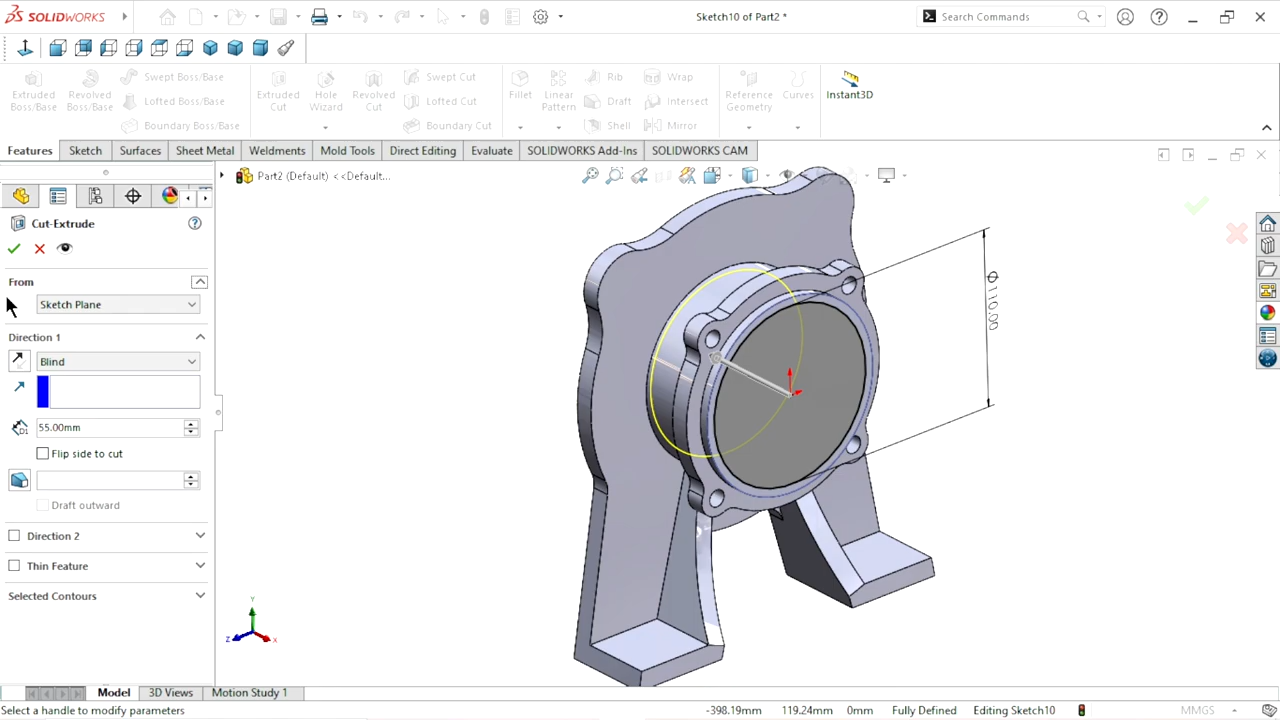 SOLIDWORKS
Sketch10 of Part2 *
Search Commands
Extruded Boss/Base
Revolved Boss/Base
Swept Boss/Base
Lofted Boss/Base
Boundary Boss/Base
Extruded Cut
Hole Wizard
Revolved Cut
Swept Cut
Lofted Cut
Boundary Cut
Fillet
Linear Pattern
Rib
Draft
Shell
Wrap
Intersect
Mirror
Reference Geometry
Curves
Instant3D
Features Sketch Surfaces Sheet Metal Weldments Mold Tools Direct Editing Evaluate SOLIDWORKS Add-Ins SOLIDWORKS CAM
Part2 (Default) <<Default...
Cut-Extrude
From
Sketch Plane
Direction 1
Blind
55.00mm
Flip side to cut
Draft outward
Direction 2
Thin Feature
Selected Contours
Ø110.00
Y
Z
X
Model 3D Views Motion Study 1
Select a handle to modify parameters
-398.19mm 119.24mm 0mm Fully Defined Editing Sketch10 MMGS